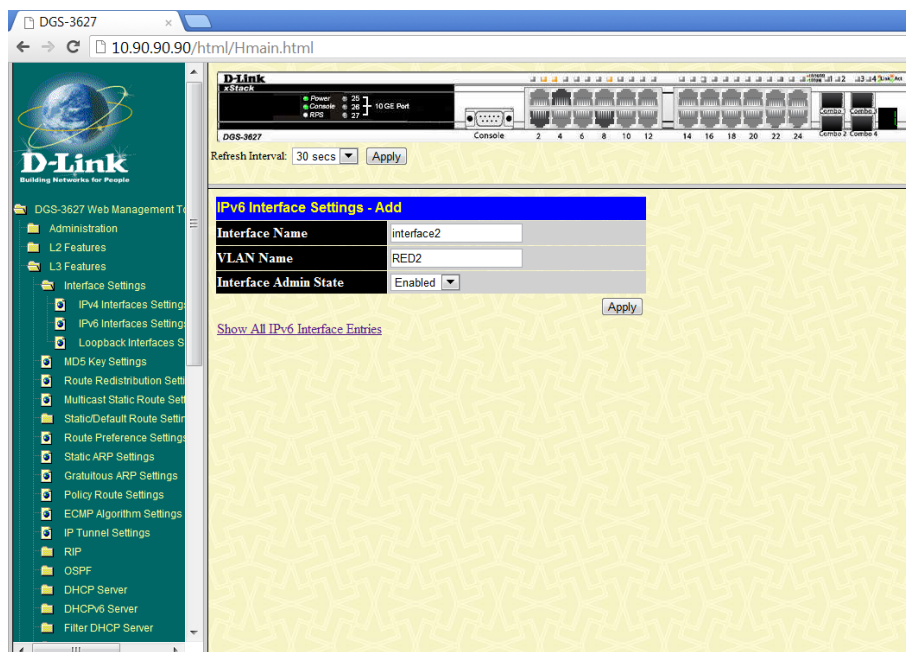 DGS-3627
10.90.90.90/html/Hmain.html
D-Link
Building Networks for People
DGS-3627 Web Management To
Administration
L2 Features
L3 Features
Interface Settings
IPv4 Interfaces Setting
IPv6 Interfaces Setting
Loopback Interfaces S
MD5 Key Settings
Route Redistribution Setti
Multicast Static Route Sett
Static/Default Route Settin
Route Preference Settings
Static ARP Settings
Gratuitous ARP Settings
Policy Route Settings
ECMP Algorithm Settings
IP Tunnel Settings
RIP
OSPF
DHCP Server
DHCPv6 Server
Filter DHCP Server
D-Link
xStack
Power 25
Console 26 10GE Port
RPS 27
DGS-3627
Console 2 4 6 8 10 12 14 16 18 20 22 24 Combo 2 Combo 4
Refresh Interval: 30 secs Apply
IPv6 Interface Settings - Add
Interface Name interface2
VLAN Name RED2
Interface Admin State Enabled
Apply
Show All IPv6 Interface Entries